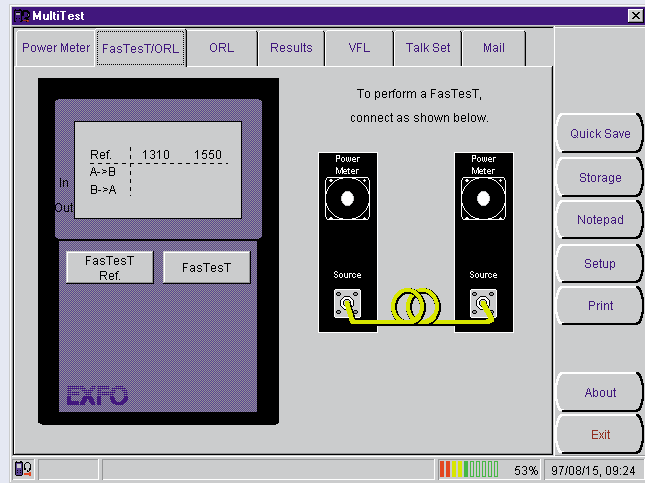 MultiTest
Power Meter FasTesT/ORL ORL Results VFL Talk Set Mail
To perform a FasTesT,
connect as shown below.
Ref. 1310 1550
A->B
B->A
In
Out
FasTesT
Ref.
FasTesT
EXFO
Power
Meter
Power
Meter
Source
Source
Quick Save
Storage
Notepad
Setup
Print
About
Exit
53% 97/08/15, 09:24